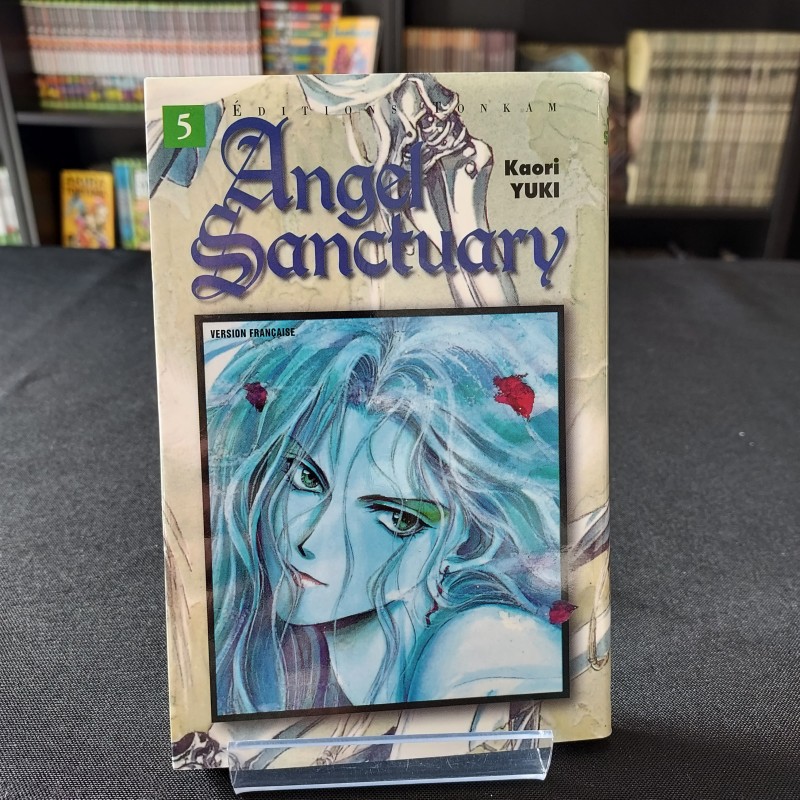 ÉDITIONS TONKAM
5
Angel
Sanctuary
Kaori
YUKI
VERSION FRANÇAISE